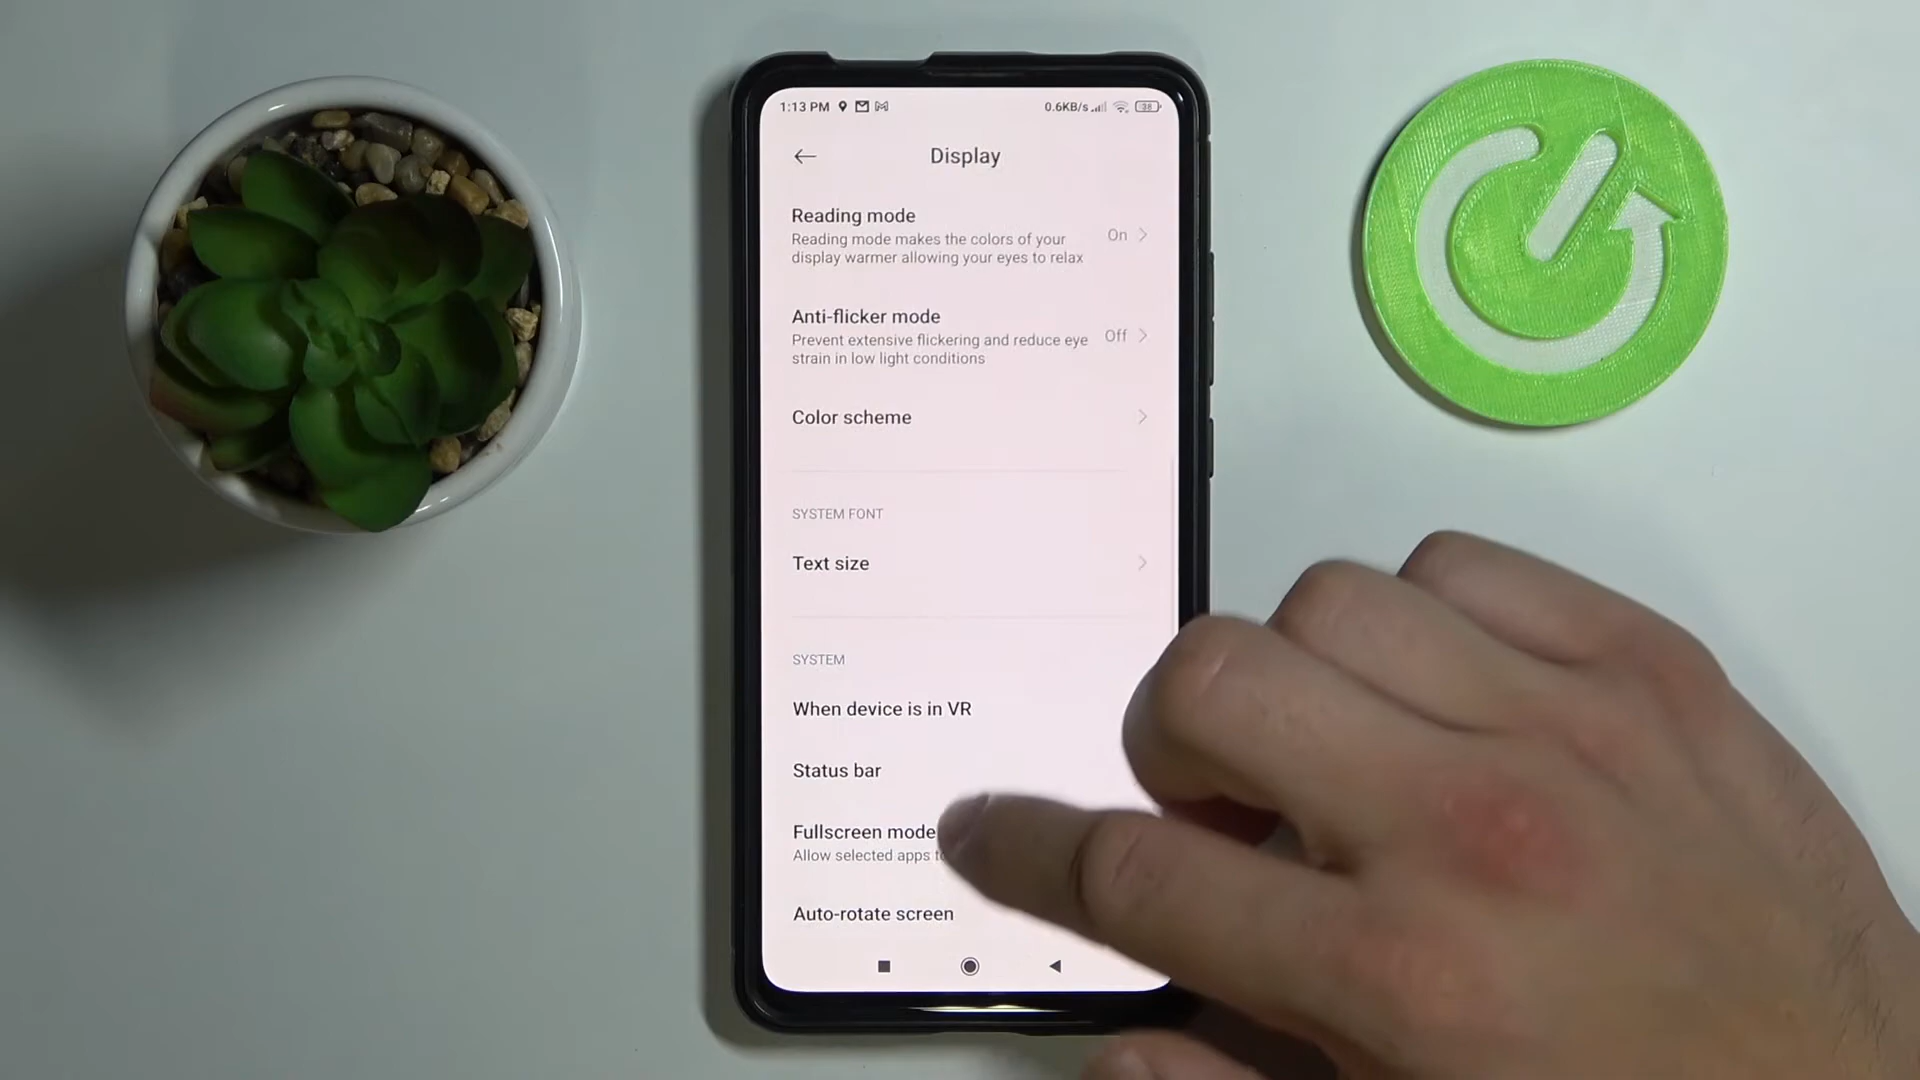 1:13 PM
0.6KB/s
38
Display
Reading mode
Reading mode makes the colors of your
display warmer allowing your eyes to relax
On
Anti-flicker mode
Prevent extensive flickering and reduce eye
strain in low light conditions
Off
Color scheme
SYSTEM FONT
Text size
SYSTEM
When device is in VR
Status bar
Fullscreen mode
Allow selected apps
Auto-rotate screen